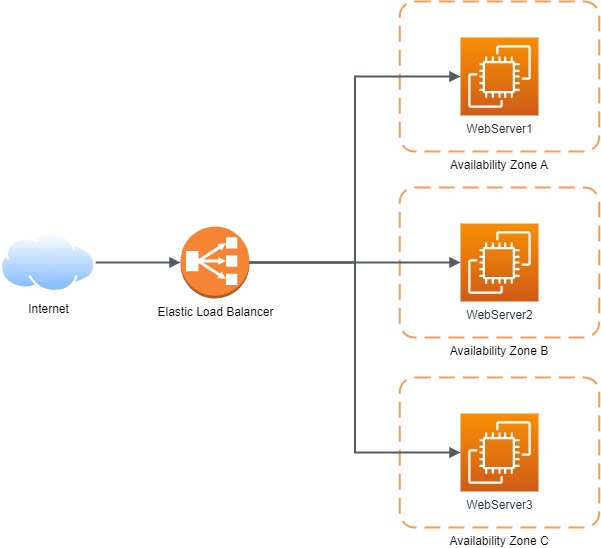 WebServer1
Availability Zone A
Internet
Elastic Load Balancer
WebServer2
Availability Zone B
WebServer3
Availability Zone C